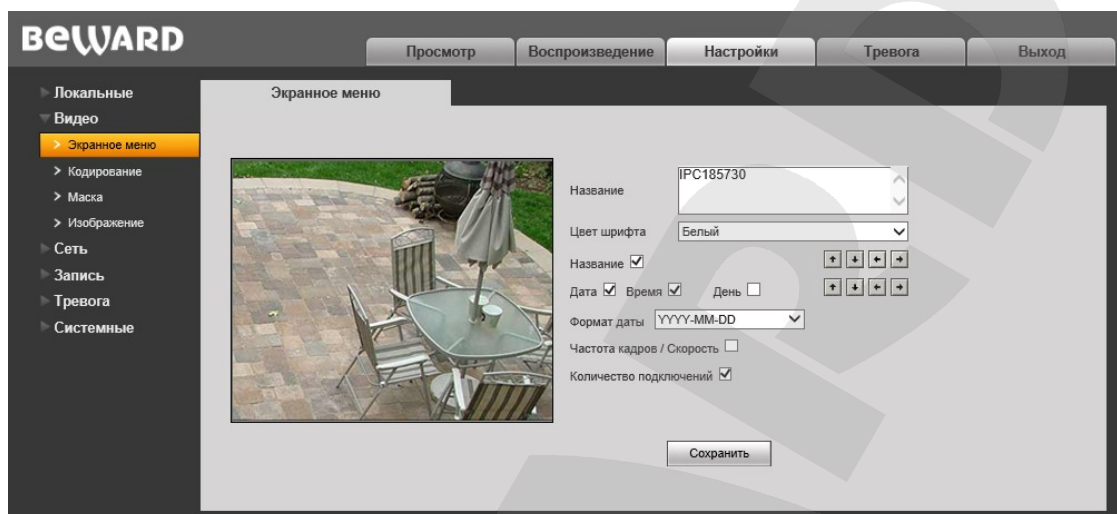 BEWARD
Просмотр Воспроизведение Настройки Тревога Выход
Локальные
Видео
> Экранное меню
> Кодирование
> Маска
> Изображение
Сеть
Запись
Тревога
Системные
Экранное меню
Название IPC185730
Цвет шрифта Белый
Название
Дата Время День
Формат даты YYYY-MM-DD
Частота кадров / Скорость
Количество подключений
Сохранить